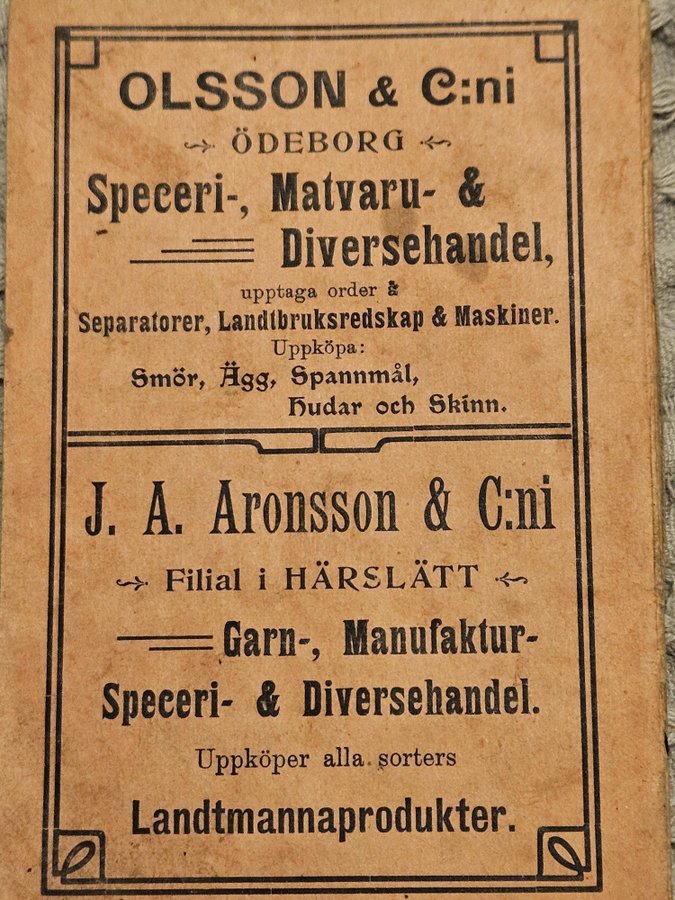 OLSSON & C:ni
ÖDEBORG
Speceri-, Matvaru- &
Diversehandel,
upptaga order å
Separatorer, Landtbruksredskap & Maskiner.
Uppköpa:
Smör, Ägg, Spannmål,
Hudar och Skinn.
J. A. Aronsson & C:ni
Filial i HÄRSLÄTT
Garn-, Manufaktur-
Speceri- & Diversehandel.
Uppköper alla sorters
Landtmannaprodukter.